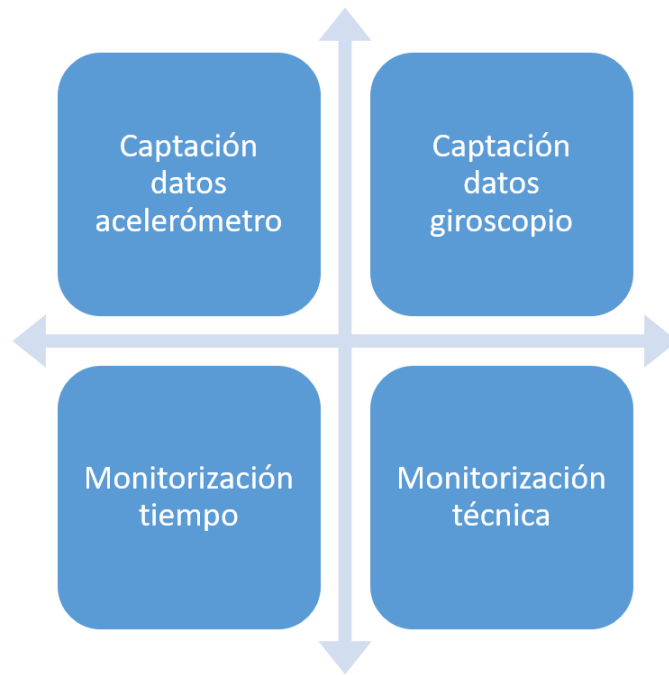 Captación
datos
acelerómetro
Captación
datos
giroscopio
Monitorización
tiempo
Monitorización
técnica